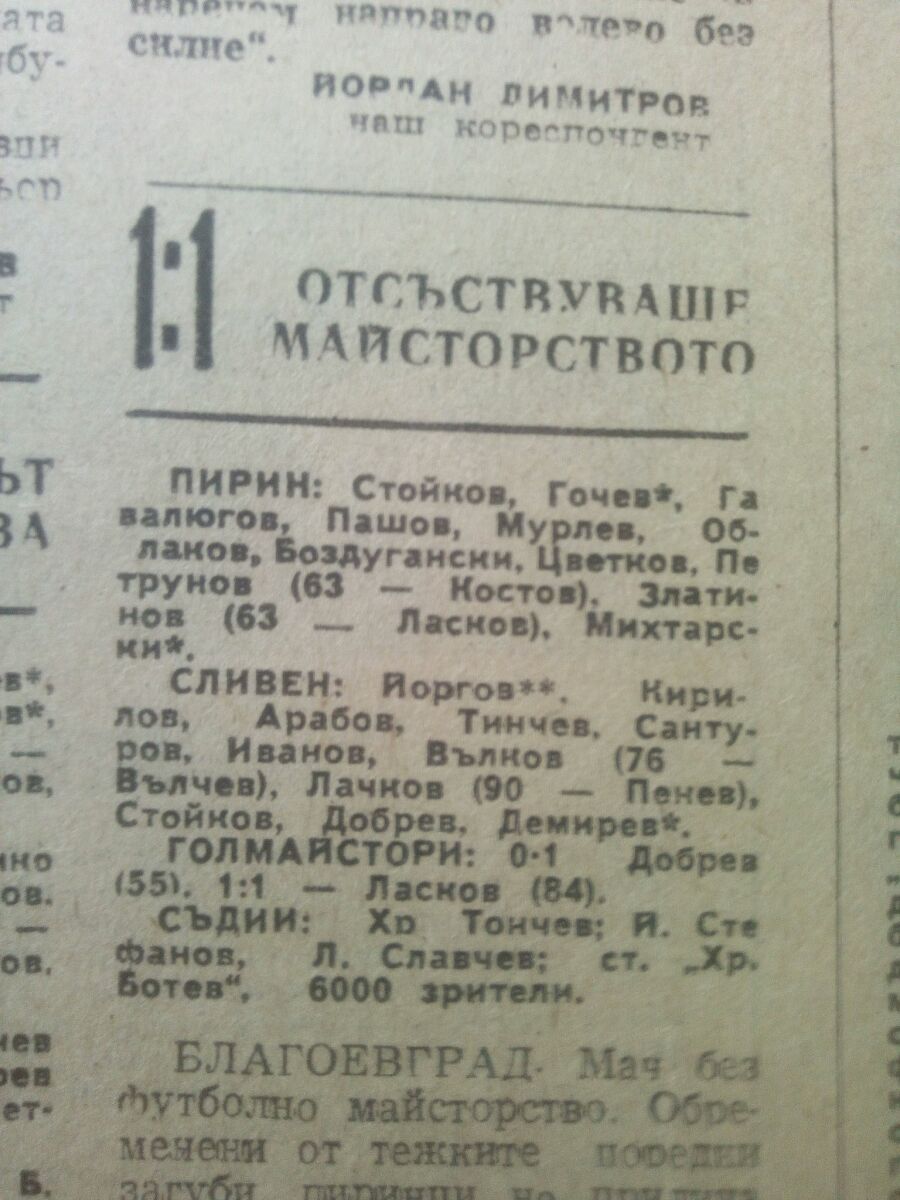 без
силие“.
ЙОРДАН ДИМИТРОВ
наш кореспондент
1:1
ОТСЪСТВУВАШЕ
МАЙСТОРСТВОТО
ПИРИН: Стойков, Гочев*, Га
валюгов, Пашов, Мурлев, Об-
лаков, Боздугански, Цветков, Пе
трунов (63 — Костов), Злати-
нов (63 — Ласков), Михтарс-
ки*.
СЛИВЕН: Йоргов**. Кири-
лов, Арабов, Тинчев, Санту-
ров, Иванов, Вълков (76 —
Вълчев), Лачков (90 — Пенев),
Стойков, Добрев, Демирев*.
ГОЛМАЙСТОРИ: 0·1 Добрев
(55). 1:1 — Ласков (84).
СЪДИИ: Хр Тончев; Й. Сте
фанов, Л. Славчев; ст. „Хр.
Ботев“, 6000 зрители.
БЛАГОЕВГРАД· Мач без
футболно майсторство. Обре-
менени от тежките поредни
загуби пиринци не